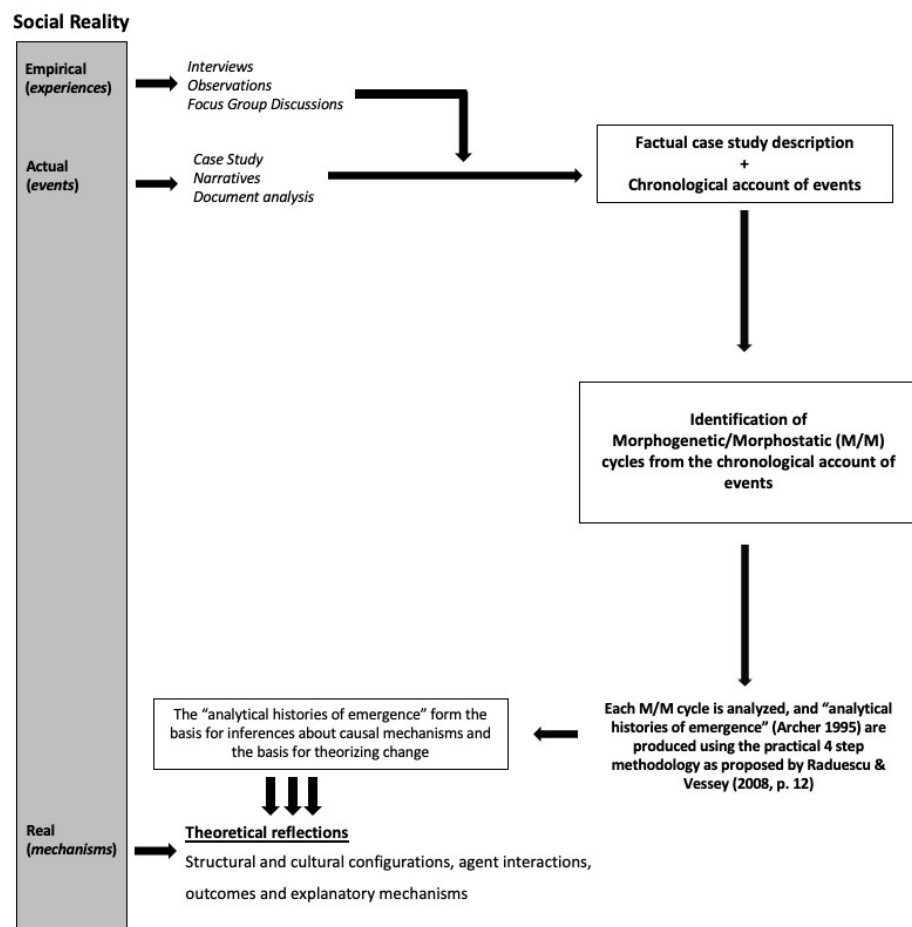 Social Reality
Empirical
(experiences)
Interviews
Observations
Focus Group Discussions
Actual
(events)
Case Study
Narratives
Document analysis
Factual case study description
+
Chronological account of events
Identification of
Morphogenetic/Morphostatic (M/M)
cycles from the chronological account of
events
Each M/M cycle is analyzed, and “analytical
histories of emergence” (Archer 1995) are
produced using the practical 4 step
methodology as proposed by Raduescu &
Vessey (2008, p. 12)
The “analytical histories of emergence” form the
basis for inferences about causal mechanisms and
the basis for theorizing change
Real
(mechanisms)
Theoretical reflections
Structural and cultural configurations, agent interactions,
outcomes and explanatory mechanisms